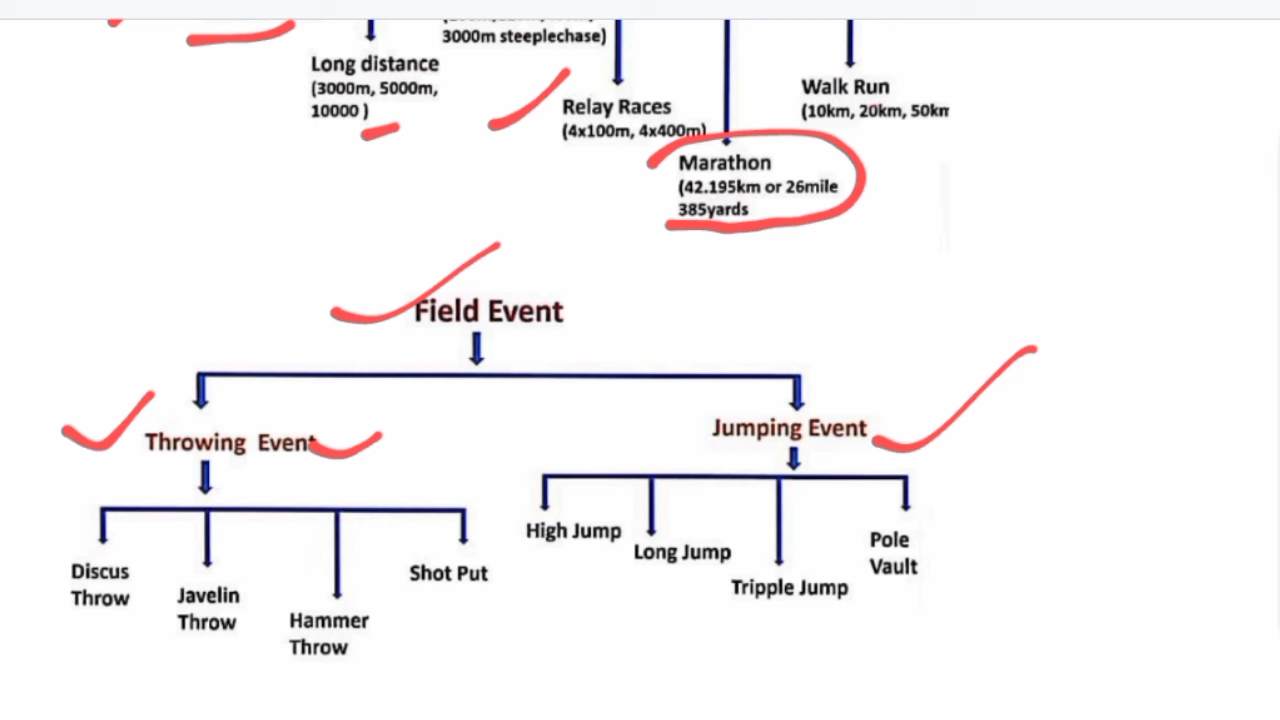 3000m steeplechase)
Long distance
(3000m, 5000m,
10000 )
Relay Races
(4x100m, 4x400m)
Walk Run
(10km, 20km, 50km
Marathon
(42.195km or 26mile
385yards
Field Event
Throwing Event
Jumping Event
Discus
Throw
Javelin
Throw
Hammer
Throw
Shot Put
High Jump
Long Jump
Tripple Jump
Pole
Vault